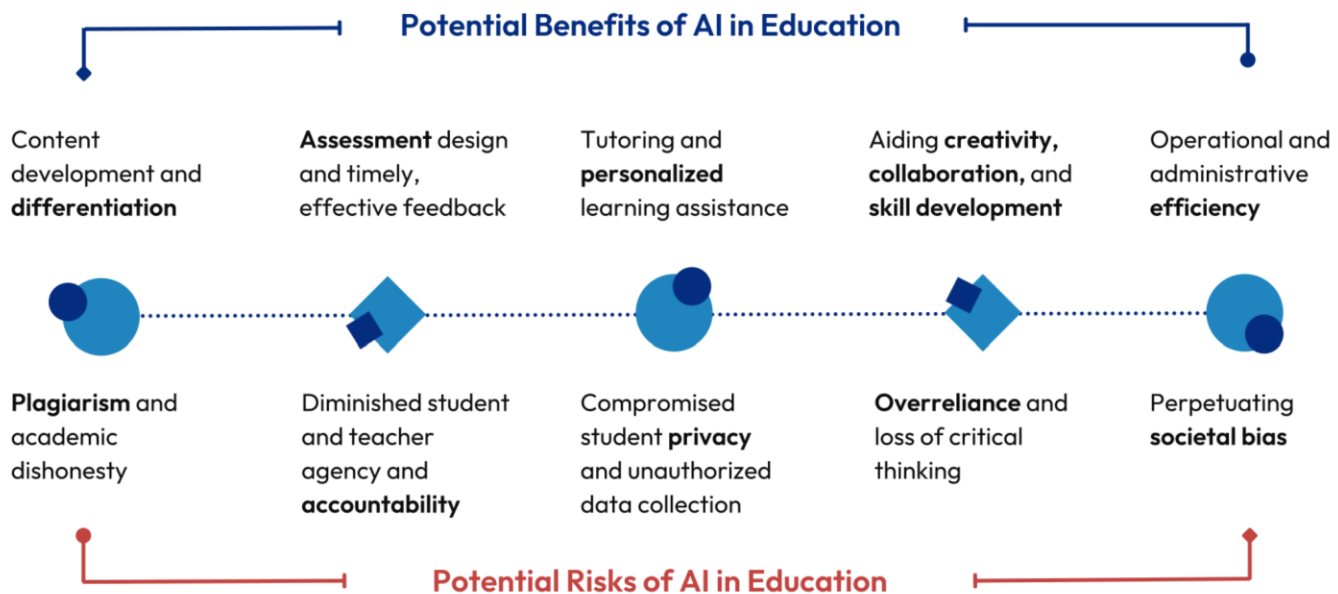 Potential Benefits of AI in Education
Content
development and
differentiation
Assessment design
and timely,
effective feedback
Tutoring and
personalized
learning assistance
Aiding creativity,
collaboration, and
skill development
Operational and
administrative
efficiency
Plagiarism and
academic
dishonesty
Diminished student
and teacher
agency and
accountability
Compromised
student privacy
and unauthorized
data collection
Overreliance and
loss of critical
thinking
Perpetuating
societal bias
Potential Risks of AI in Education